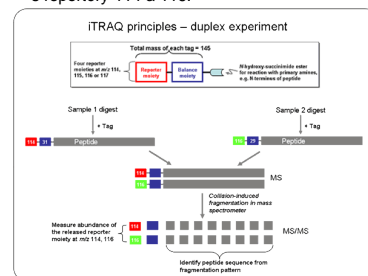 iTRAQ principles – duplex experiment
Total mass of each tag = 145
Four reporter
moieties at m/z 114,
115, 116 or 117
Reporter
moiety
Balance
moiety
N-hydroxy-succinimide ester
for reaction with primary amines,
e.g. N-terminus of peptide
Sample 1 digest
Sample 2 digest
+ Tag
+ Tag
114 31 Peptide
116 29 Peptide
114
116
MS
Collision-induced
fragmentation in mass
spectrometer
Measure abundance of
the released reporter
moiety at m/z 114, 116
114
116
MS/MS
Identify peptide sequence from
fragmentation pattern